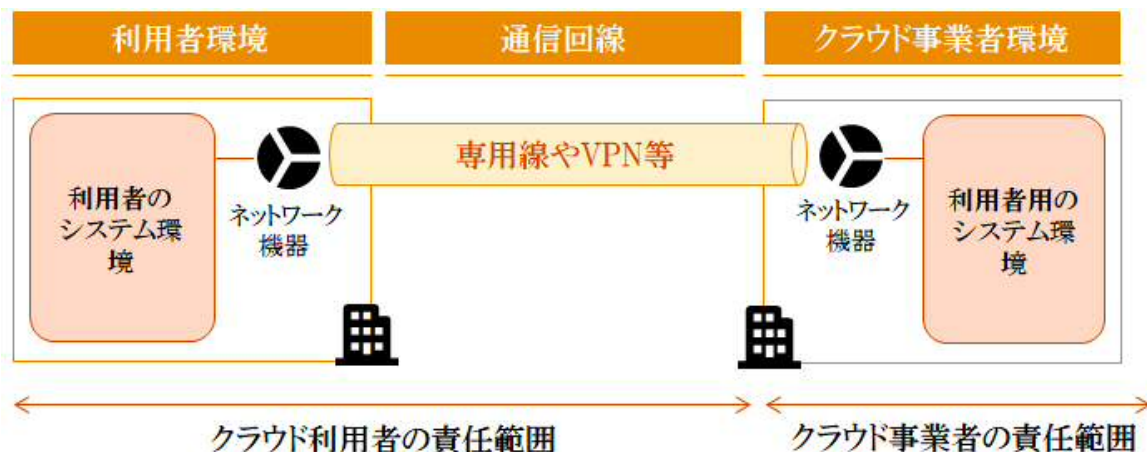 利用者環境
通信回線
クラウド事業者環境
専用線やVPN等
利用者の
システム環
境
ネットワーク
機器
ネットワーク
機器
利用者用の
システム環
境
クラウド利用者の責任範囲
クラウド事業者の責任範囲